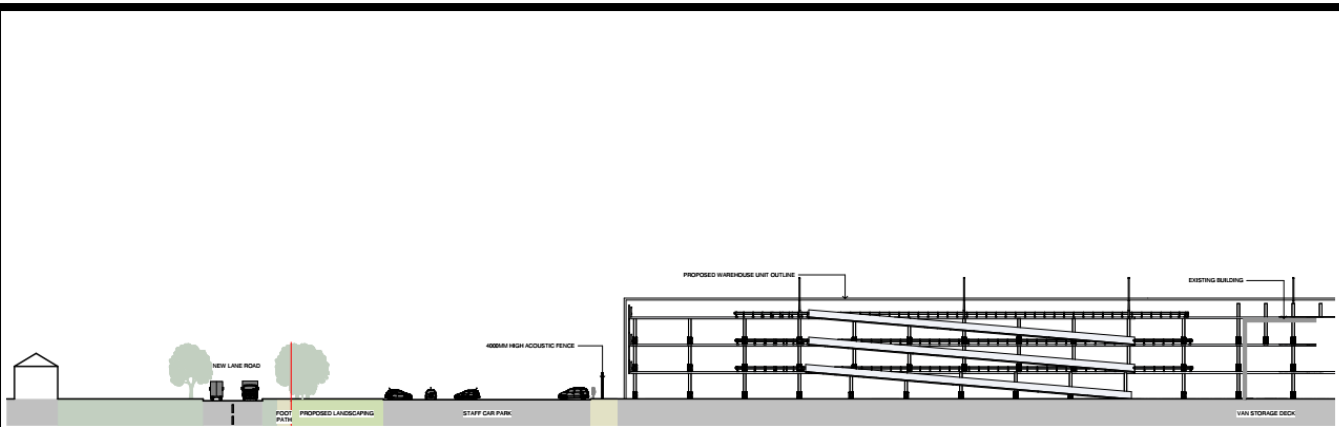 PROPOSED WAREHOUSE UNIT OUTLINE
EXISTING BUILDING
4000MM HIGH ACOUSTIC FENCE
NEW LANE ROAD
FOOT
PATH
PROPOSED LANDSCAPING
STAFF CAR PARK
VAN STORAGE DECK